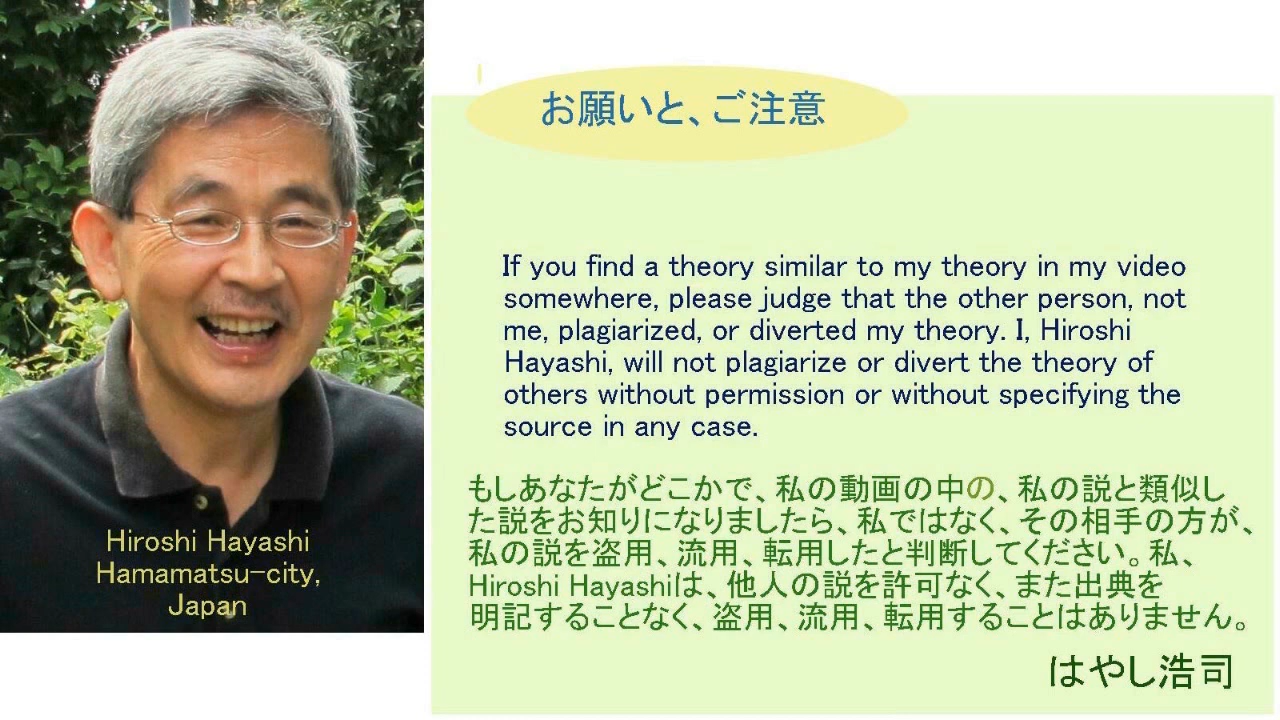 お願いと、ご注意
If you find a theory similar to my theory in my video
somewhere, please judge that the other person, not
me, plagiarized, or diverted my theory. I, Hiroshi
Hayashi, will not plagiarize or divert the theory of
others without permission or without specifying the
source in any case.
もしあなたがどこかで、私の動画の中の、私の説と類似し
た説をお知りになりましたら、私ではなく、その相手の方が、
私の説を盗用、流用、転用したと判断してください。私、
Hiroshi Hayashiは、他人の説を許可なく、また出典を
明記することなく、盗用、流用、転用することはありません。
はやし浩司
Hiroshi Hayashi
Hamamatsu-city,
Japan